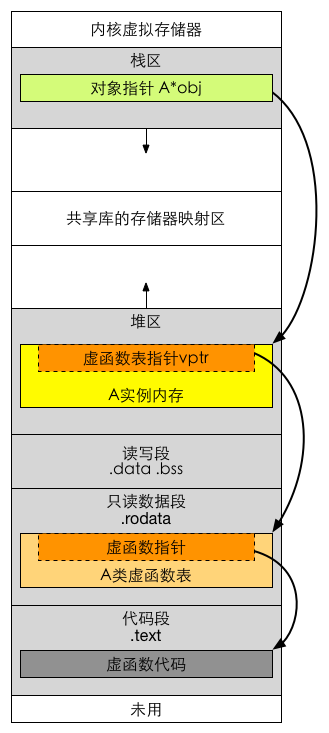 内核虚拟存储器
栈区
对象指针 A*obj
共享库的存储器映射区
堆区
虚函数表指针vptr
A实例内存
读写段
.data .bss
只读数据段
.rodata
虚函数指针
A类虚函数表
代码段
.text
虚函数代码
未用